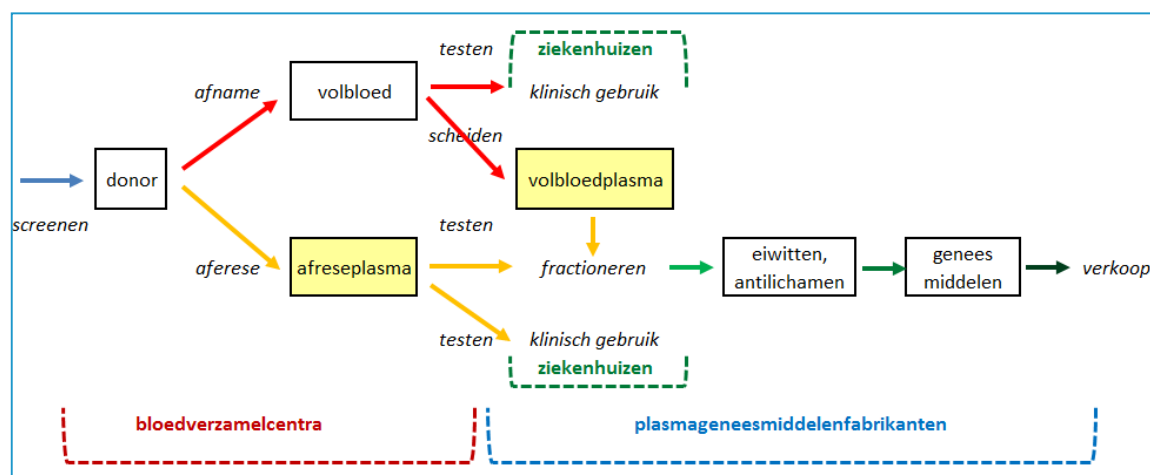 testen
ziekenhuizen
afname
volbloed
klinisch gebruik
scheiden
donor
volbloedplasma
screenen
testen
aferese
afreseplasma
fractioneren
eiwitten,
antilichamen
genees
middelen
verkoop
testen
klinisch gebruik
ziekenhuizen
bloedverzamelcentra
plasmageneesmiddelenfabrikanten